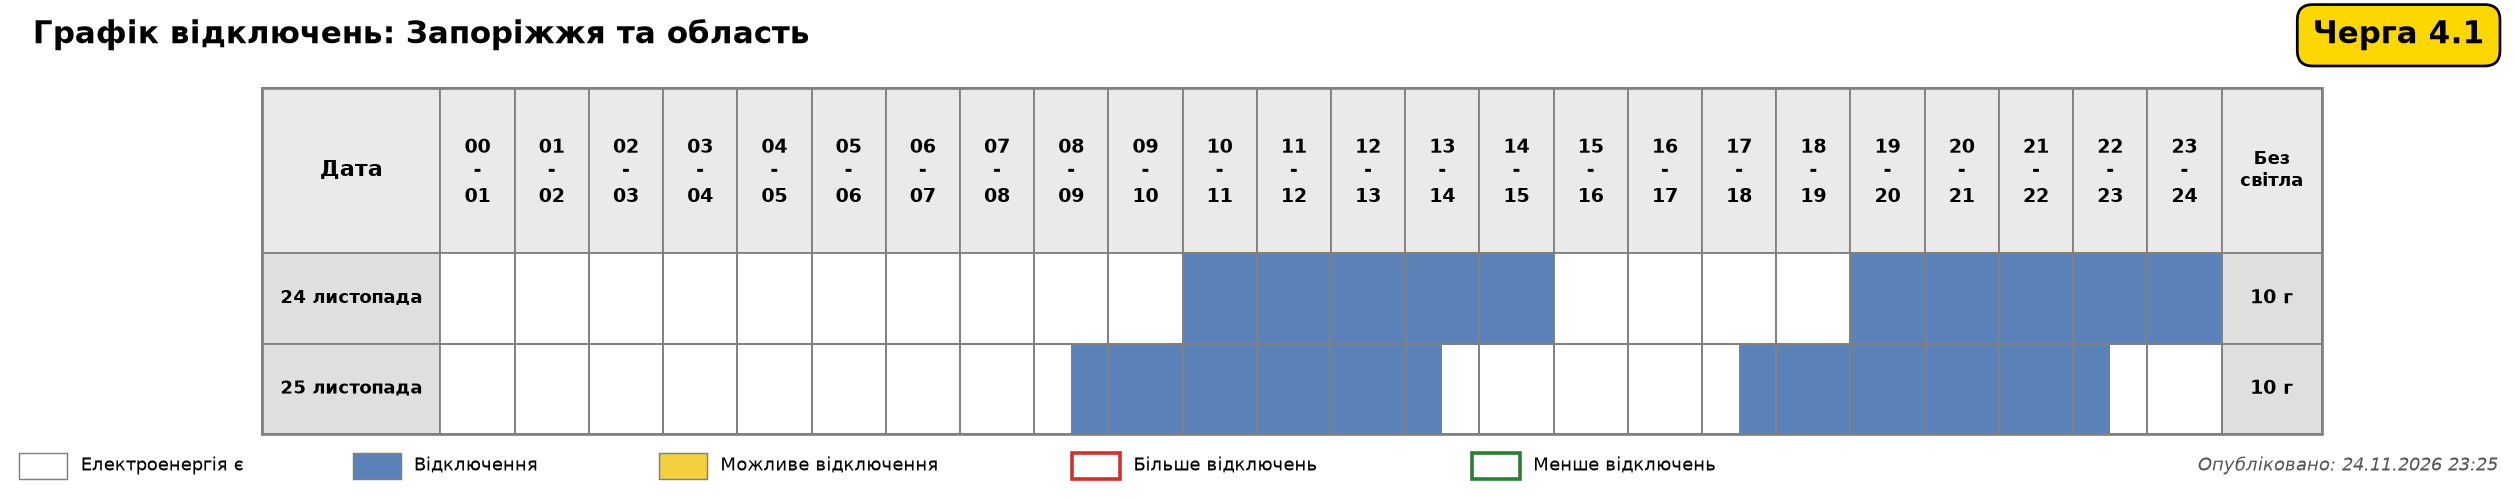 Графік відключень: Запоріжжя та область
Черга 4.1
Дата
00 - 01
01 - 02
02 - 03
03 - 04
04 - 05
05 - 06
06 - 07
07 - 08
08 - 09
09 - 10
10 - 11
11 - 12
12 - 13
13 - 14
14 - 15
15 - 16
16 - 17
17 - 18
18 - 19
19 - 20
20 - 21
21 - 22
22 - 23
23 - 24
Без
світла
24 листопада
10 г
25 листопада
10 г
Електроенергія є
Відключення
Можливе відключення
Більше відключень
Менше відключень
Опубліковано: 24.11.2026 23:25